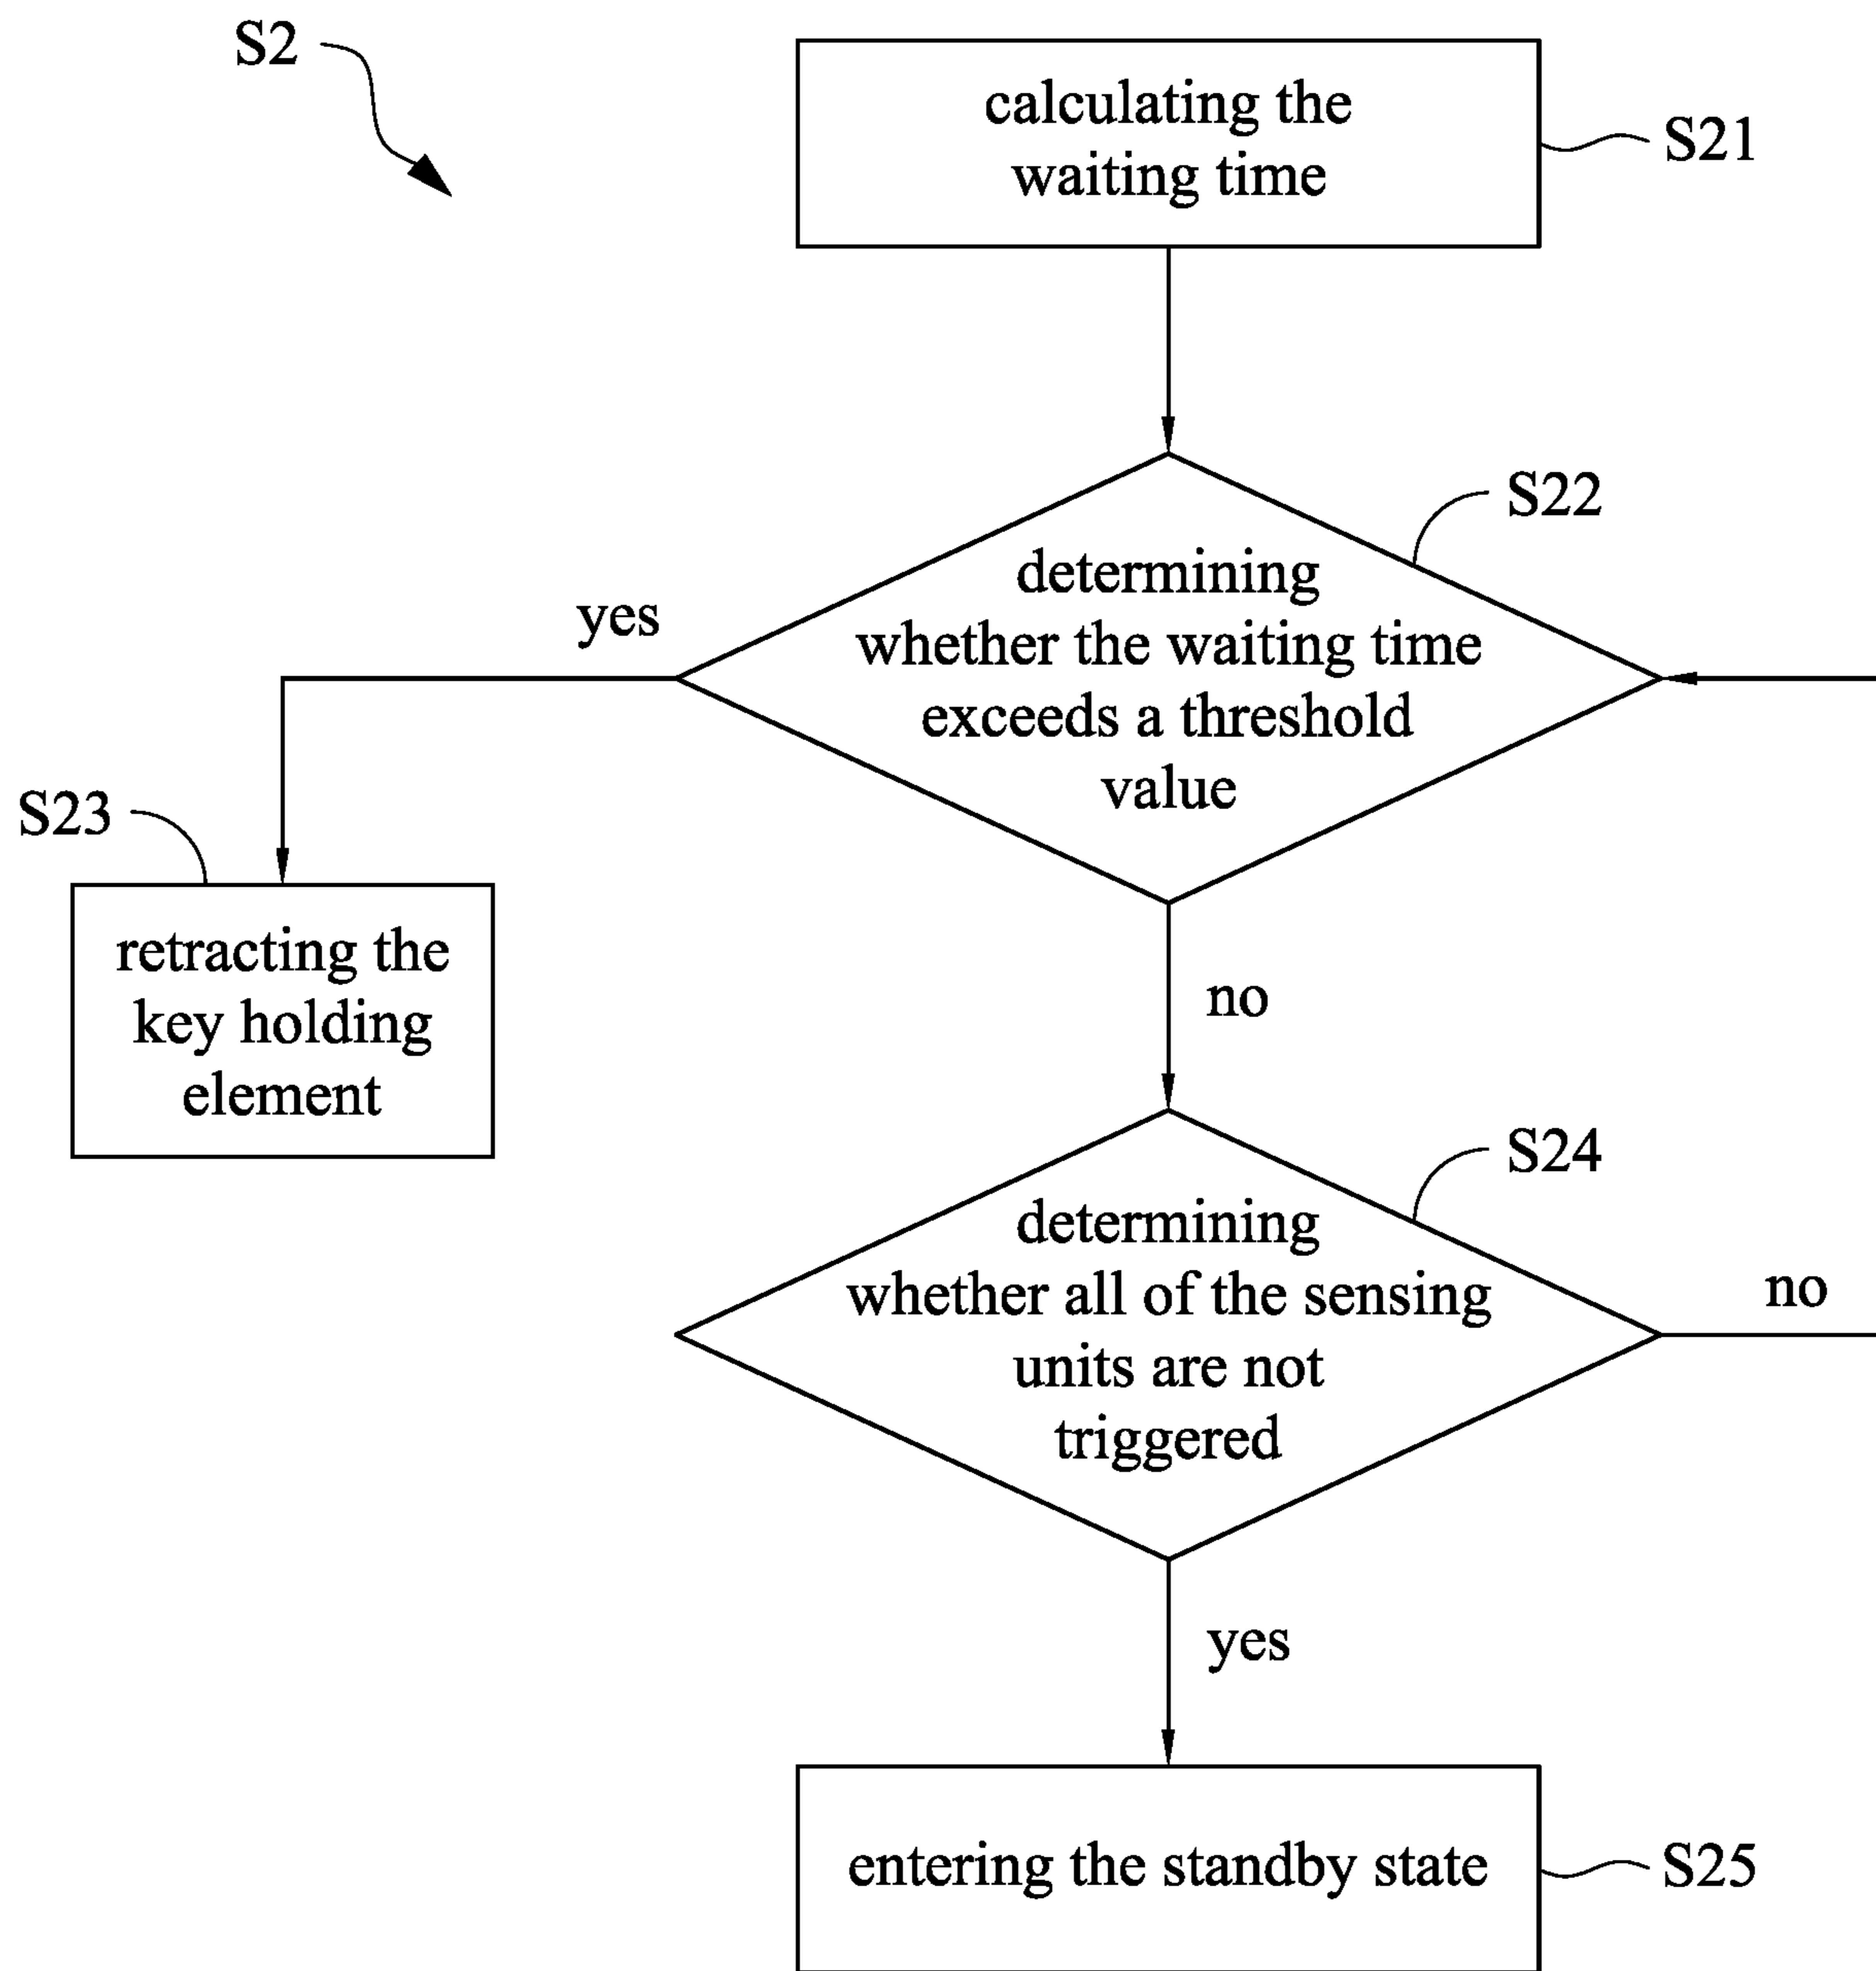 S2
calculating the
waiting time
S21
S22
determining
whether the waiting time
exceeds a threshold
value
yes
S23
retracting the
key holding
element
no
S24
determining
whether all of the sensing
units are not
triggered
no
yes
entering the standby state
S25